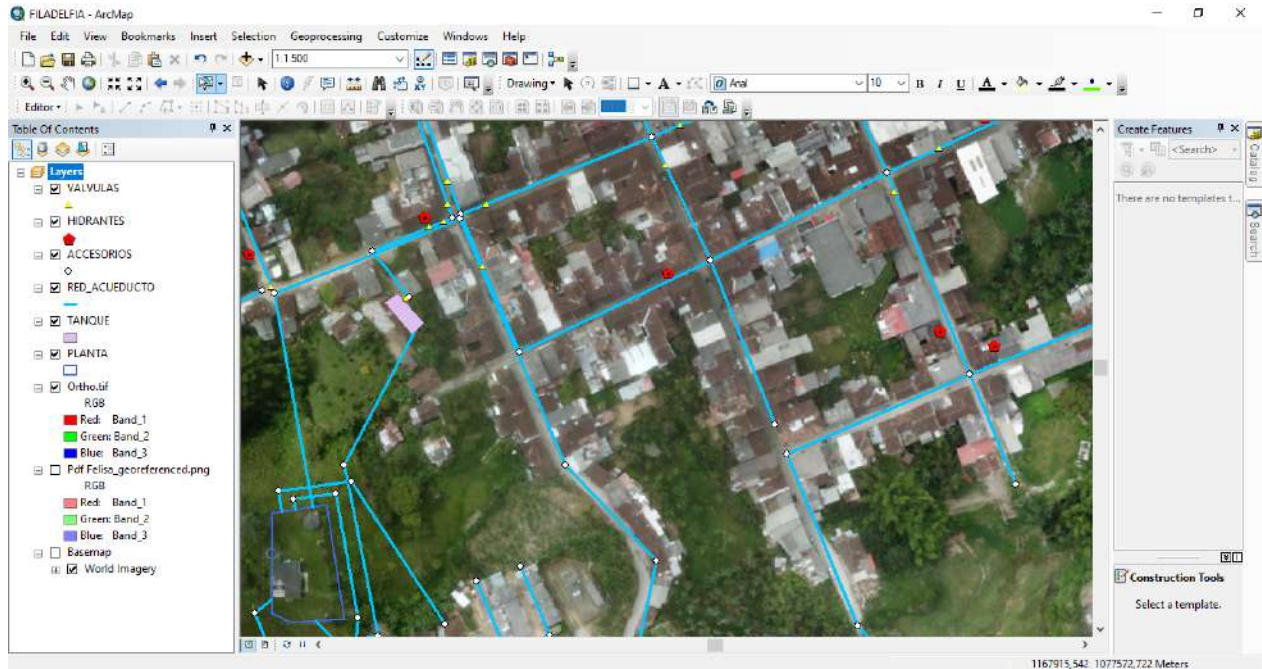 FILADELFIA - ArcMap
File Edit View Bookmarks Insert Selection Geoprocessing Customize Windows Help
1:1.500
Drawing
A
Arial
10
B I U A
Editor
Table Of Contents
Layers
VALVULAS
HIDRANTES
ACCESORIOS
RED_ACUEDUCTO
TANQUE
PLANTA
Ortho.tif
RGB
Red: Band_1
Green: Band_2
Blue: Band_3
Pdf Felisa_georeferenced.png
RGB
Red: Band_1
Green: Band_2
Blue: Band_3
Basemap
World Imagery
Create Features
<Search>
There are no templates t...
Construction Tools
Select a template.
Catalog
Search
1167915,542 1077572,722 Meters